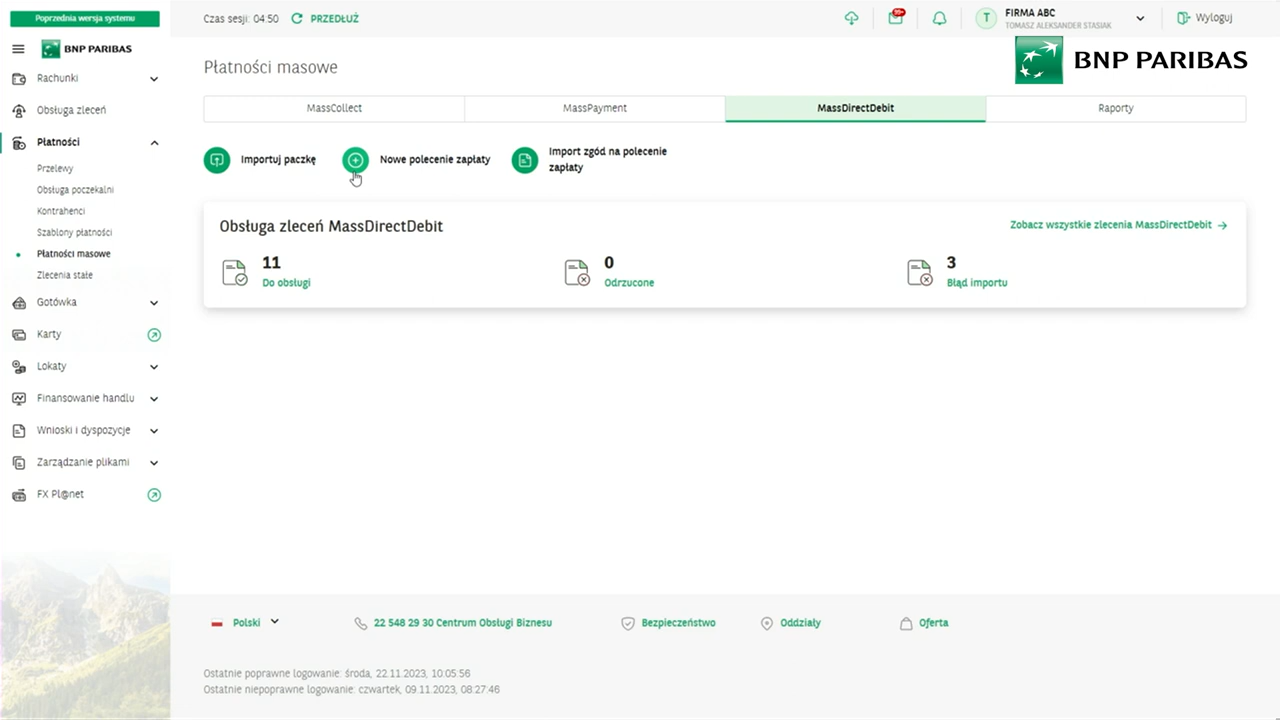 Poprzednia wersja systemu
Czas sesji: 04:50 PRZEDŁUŻ
99+
T FIRMA ABC
TOMASZ ALEKSANDER STASIAK
Wyloguj
BNP PARIBAS
BNP PARIBAS
Rachunki
Obsługa zleceń
Płatności
Przelewy
Obsługa poczekalni
Kontrahenci
Szablony płatności
Płatności masowe
Zlecenia stałe
Gotówka
Karty
Lokaty
Finansowanie handlu
Wnioski i dyspozycje
Zarządzanie plikami
FX Pl@net
Płatności masowe
MassCollect MassPayment MassDirectDebit Raporty
Importuj paczkę
Nowe polecenie zapłaty
Import zgód na polecenie
zapłaty
Obsługa zleceń MassDirectDebit
Zobacz wszystkie zlecenia MassDirectDebit
11
Do obsługi
0
Odrzucone
3
Błąd importu
Polski
22 548 29 30 Centrum Obsługi Biznesu
Bezpieczeństwo
Oddziały
Oferta
Ostatnie poprawne logowanie: środa, 22.11.2023, 10:05:56
Ostatnie niepoprawne logowanie: czwartek, 09.11.2023, 08:27:46